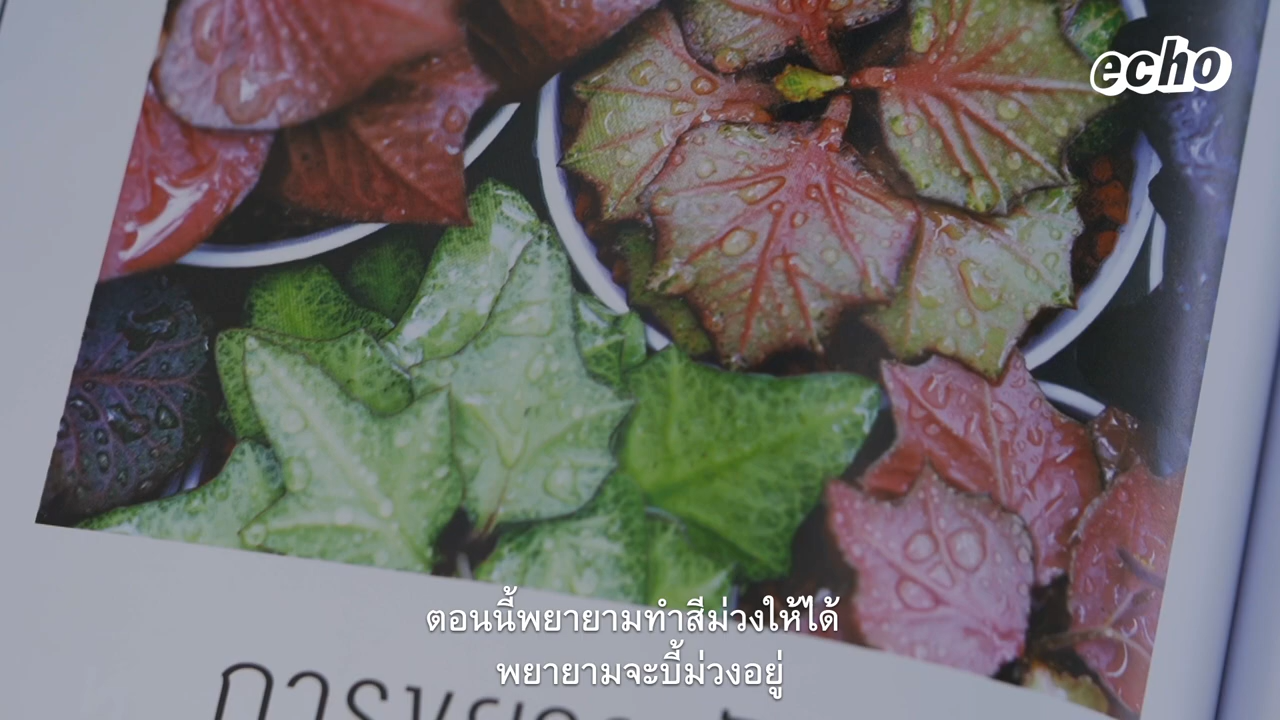 echo
ตอนนี้พยายามทำสีม่วงให้ได้
พยายามจะบี้ม่วงอยู่